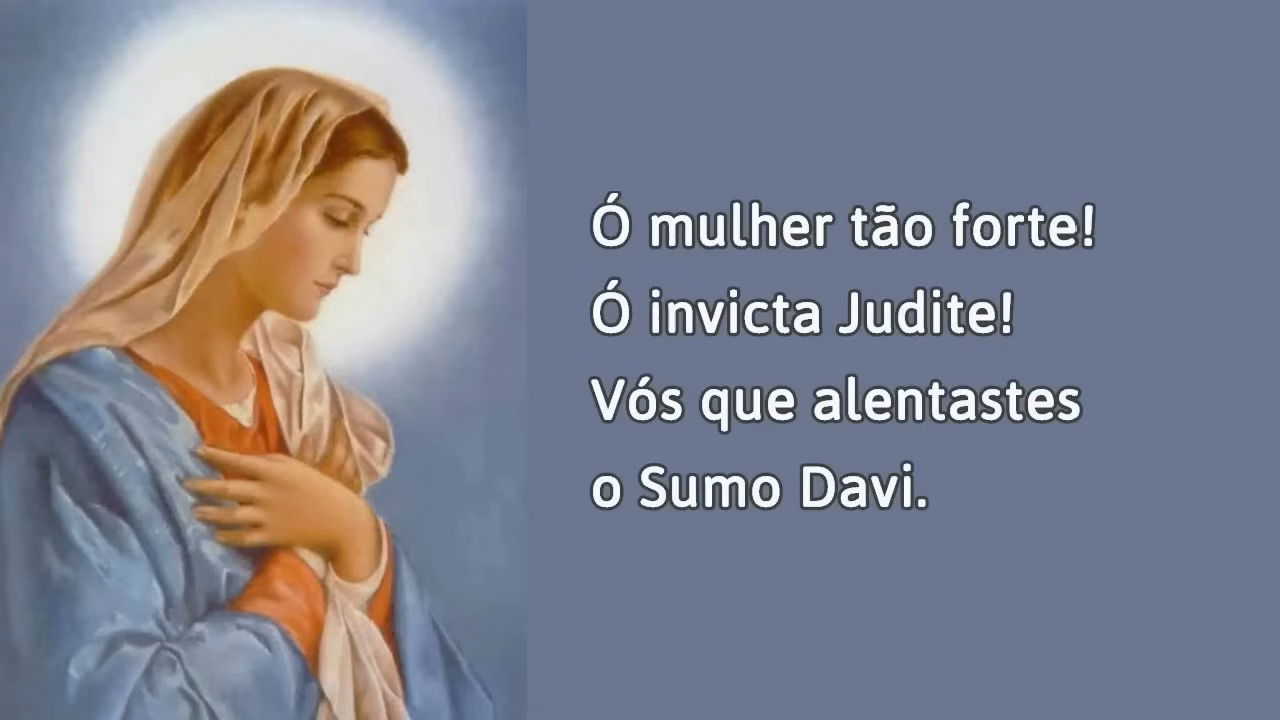 Ó mulher tão forte!
Ó invicta Judite!
Vós que alentastes
o Sumo Davi.